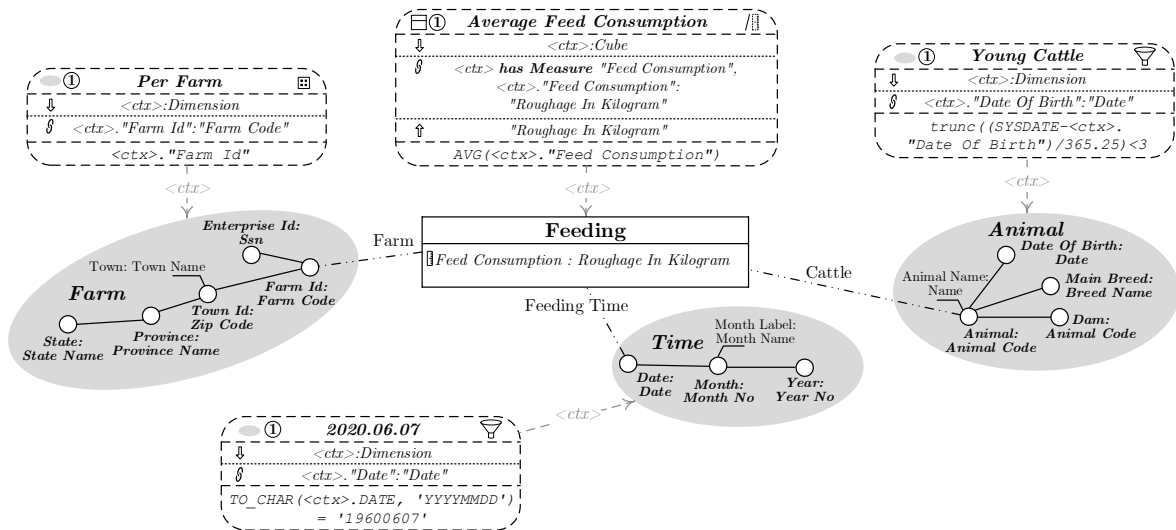 ① Average Feed Consumption
<ctx>:Cube
<ctx> has Measure "Feed Consumption",
<ctx>."Feed Consumption":
"Roughage In Kilogram"
"Roughage In Kilogram"
AVG(<ctx>."Feed Consumption")
① Per Farm
<ctx>:Dimension
<ctx>."Farm Id":"Farm Code"
<ctx>."Farm Id"
① Young Cattle
<ctx>:Dimension
<ctx>."Date Of Birth":"Date"
trunc((SYSDATE-<ctx>.
"Date Of Birth")/365.25)<3
<ctx>
<ctx>
<ctx>
Enterprise Id:
Ssn
Town: Town Name
Farm
Farm Id:
Farm Code
Town Id:
Zip Code
Province:
Province Name
State:
State Name
Farm
Feeding
Feed Consumption : Roughage In Kilogram
Feeding Time
Cattle
Animal
Date Of Birth:
Date
Animal Name:
Name
Main Breed:
Breed Name
Animal:
Animal Code
Dam:
Animal Code
Time
Month Label:
Month Name
Date:
Date
Month:
Month No
Year:
Year No
<ctx>
① 2020.06.07
<ctx>:Dimension
<ctx>."Date":"Date"
TO_CHAR(<ctx>.DATE, 'YYYYMMDD')
= '19600607'